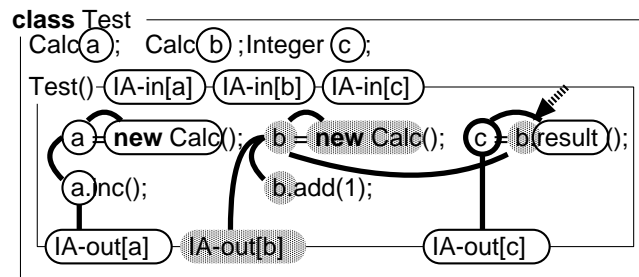 class Test
Calc a ; Calc b ; Integer c ;
Test() IA-in[a] IA-in[b] IA-in[c]
a = new Calc(); b = new Calc(); c = b.result();
a.inc(); b.add(1);
IA-out[a] IA-out[b] IA-out[c]